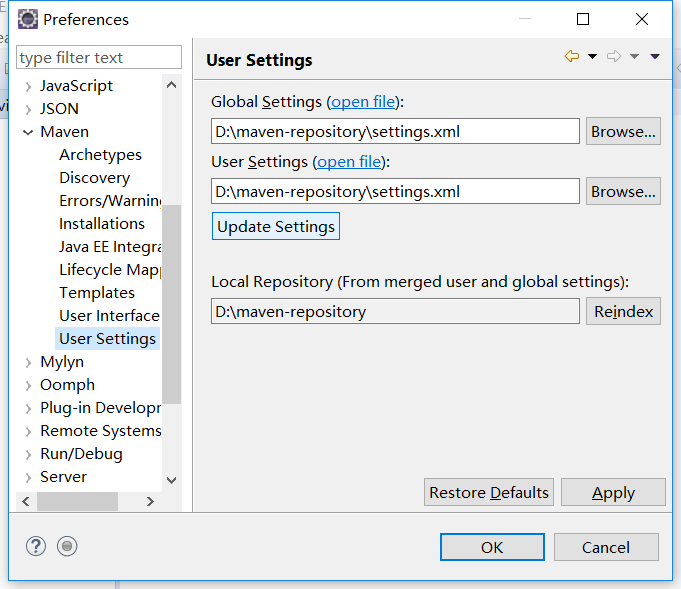 Preferences
type filter text
JavaScript
JSON
Maven
Archetypes
Discovery
Errors/Warning
Installations
Java EE Integra
Lifecycle Mapp
Templates
User Interface
User Settings
Mylyn
Oomph
Plug-in Develop
Remote Systems
Run/Debug
Server
User Settings
Global Settings (open file):
D:\maven-repository\settings.xml
Browse...
User Settings (open file):
D:\maven-repository\settings.xml
Browse...
Update Settings
Local Repository (From merged user and global settings):
D:\maven-repository
Reindex
Restore Defaults
Apply
OK
Cancel